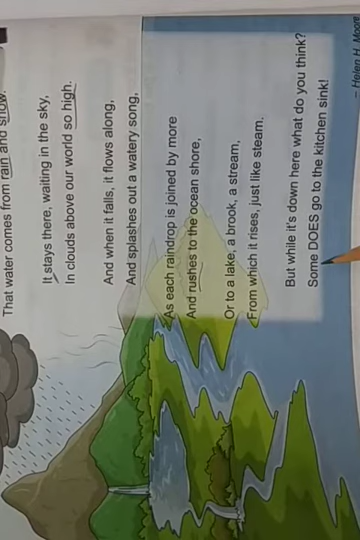 That water comes from rain and snow.
It stays there, waiting in the sky,
In clouds above our world so high.
And when it falls, it flows along,
And splashes out a watery song,
As each raindrop is joined by more
And rushes to the ocean shore,
Or to a lake, a brook, a stream,
From which it rises, just like steam.
But while it's down here what do you think?
Some DOES go to the kitchen sink!
– Helen H. Moore